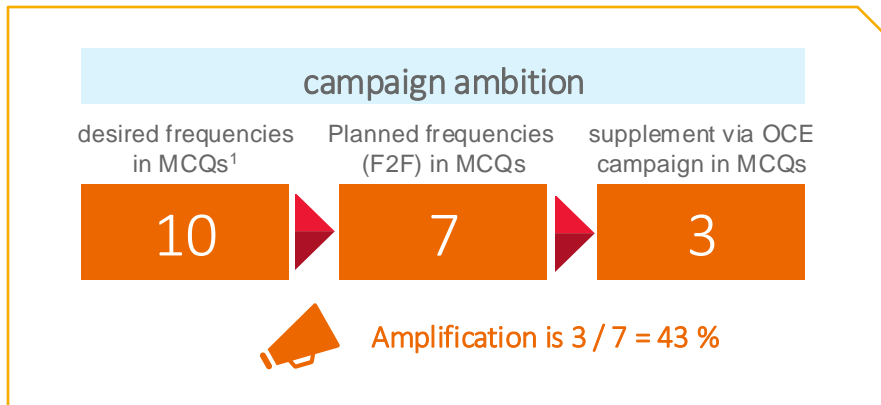 campaign ambition
desired frequencies
in MCQs¹
Planned frequencies
(F2F) in MCQs
supplement via OCE
campaign in MCQs
10
7
3
Amplification is 3 / 7 = 43 %